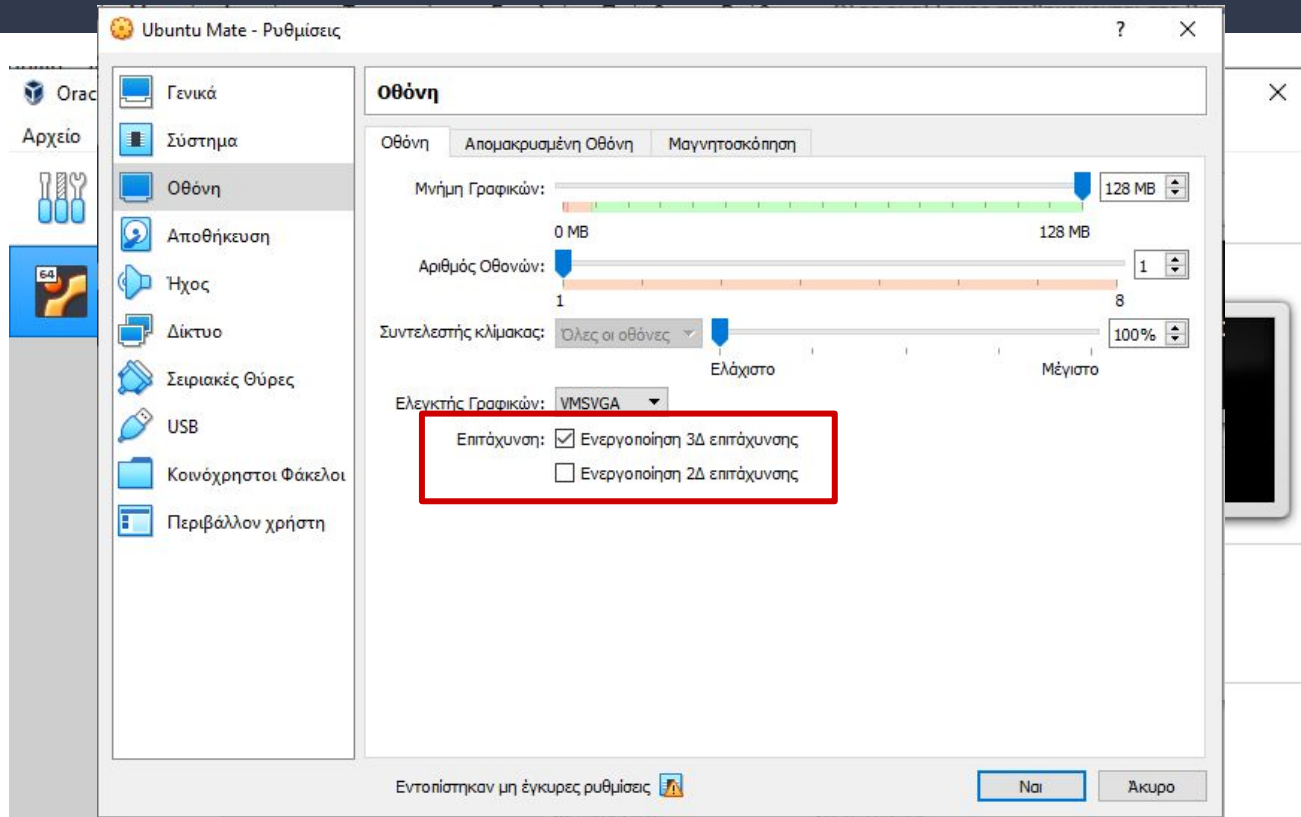 Ubuntu Mate - Ρυθμίσεις
?
Orac
Αρχείο
64
Γενικά
Σύστημα
Οθόνη
Αποθήκευση
Ήχος
Δίκτυο
Σειριακές Θύρες
USB
Κοινόχρηστοι Φάκελοι
Περιβάλλον χρήστη
Οθόνη
Οθόνη Απομακρυσμένη Οθόνη Μαγνητοσκόπηση
Μνήμη Γραφικών: 128 MB
0 MB 128 MB
Αριθμός Οθονών: 1
1 8
Συντελεστής κλίμακας: Όλες οι οθόνες 100%
Ελάχιστο Μέγιστο
Ελεγκτής Γραφικών: VMSVGA
Επιτάχυνση: Ενεργοποίηση 3Δ επιτάχυνσης
Ενεργοποίηση 2Δ επιτάχυνσης
Εντοπίστηκαν μη έγκυρες ρυθμίσεις
Ναι Άκυρο